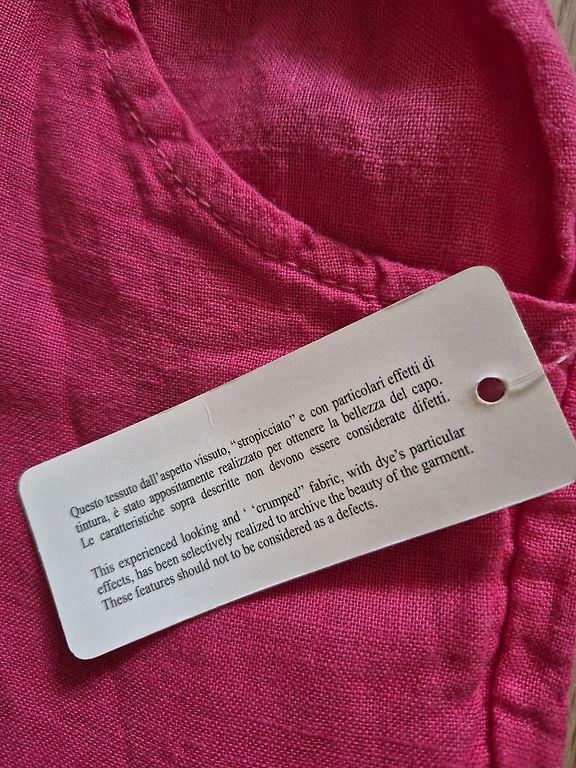 Questo tessuto dall'aspetto vissuto, "stropicciato" e con particolari effetti di
tintura, è stato appositamente realizzato per ottenere la bellezza del capo.
Le caratteristiche sopra descritte non devono essere considerate difetti.
This experienced looking and ‘ ‘crumped” fabric, with dye's particular
effects, has been selectively realized to archive the beauty of the garment.
These features should not to be considered as a defects.